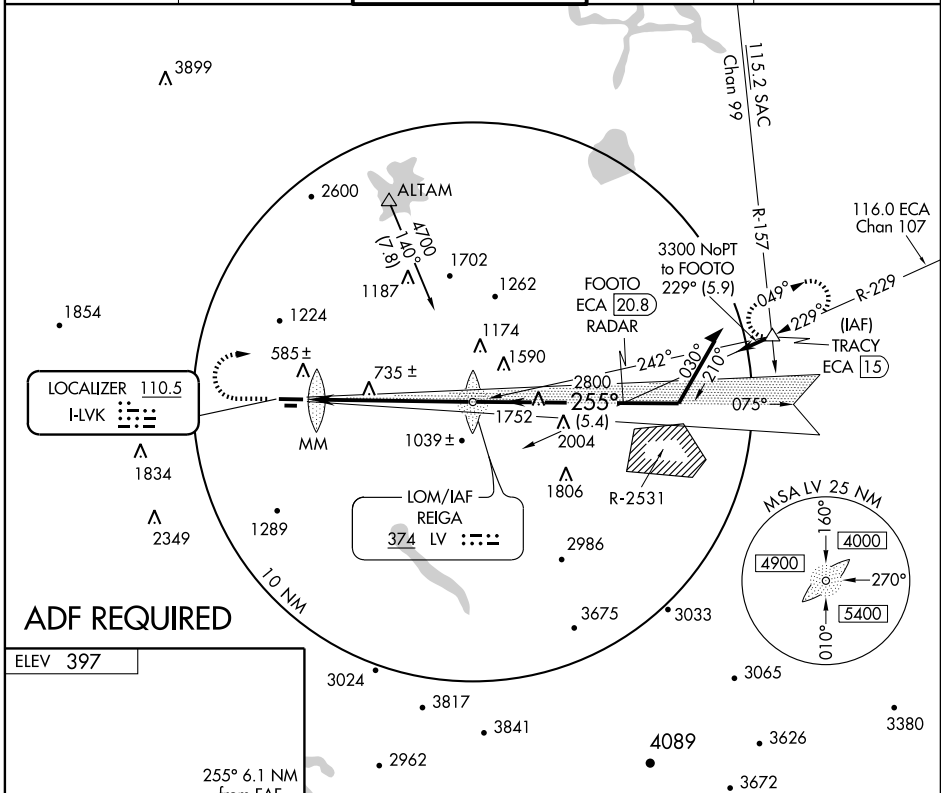 3899
115.2 SAC
Chan 99
R-157
2600
ALTAM
4700
140°
(7.8)
1702
1187
1262
116.0 ECA
Chan 107
R-229
3300 NoPT
to FOOTO
229° (5.9)
FOOTO
ECA 20.8
RADAR
049°
229°
(IAF)
TRACY
ECA 15
1854
1224
1174
585 ±
1590
735 ±
242°
030°
210°
LOCALIZER 110.5
I-LVK
MM
2800
255°
075°
1752
(5.4)
2004
1039 ±
1834
1806
R-2531
LOM/IAF
REIGA
374 LV
2349
1289
2986
MSA LV 25 NM
160°
4000
4900
270°
5400
010°
10 NM
3675
3033
ADF REQUIRED
ELEV 397
3024
3065
3817
3380
3841
4089
3626
2962
3672
255° 6.1 NM
from FAF